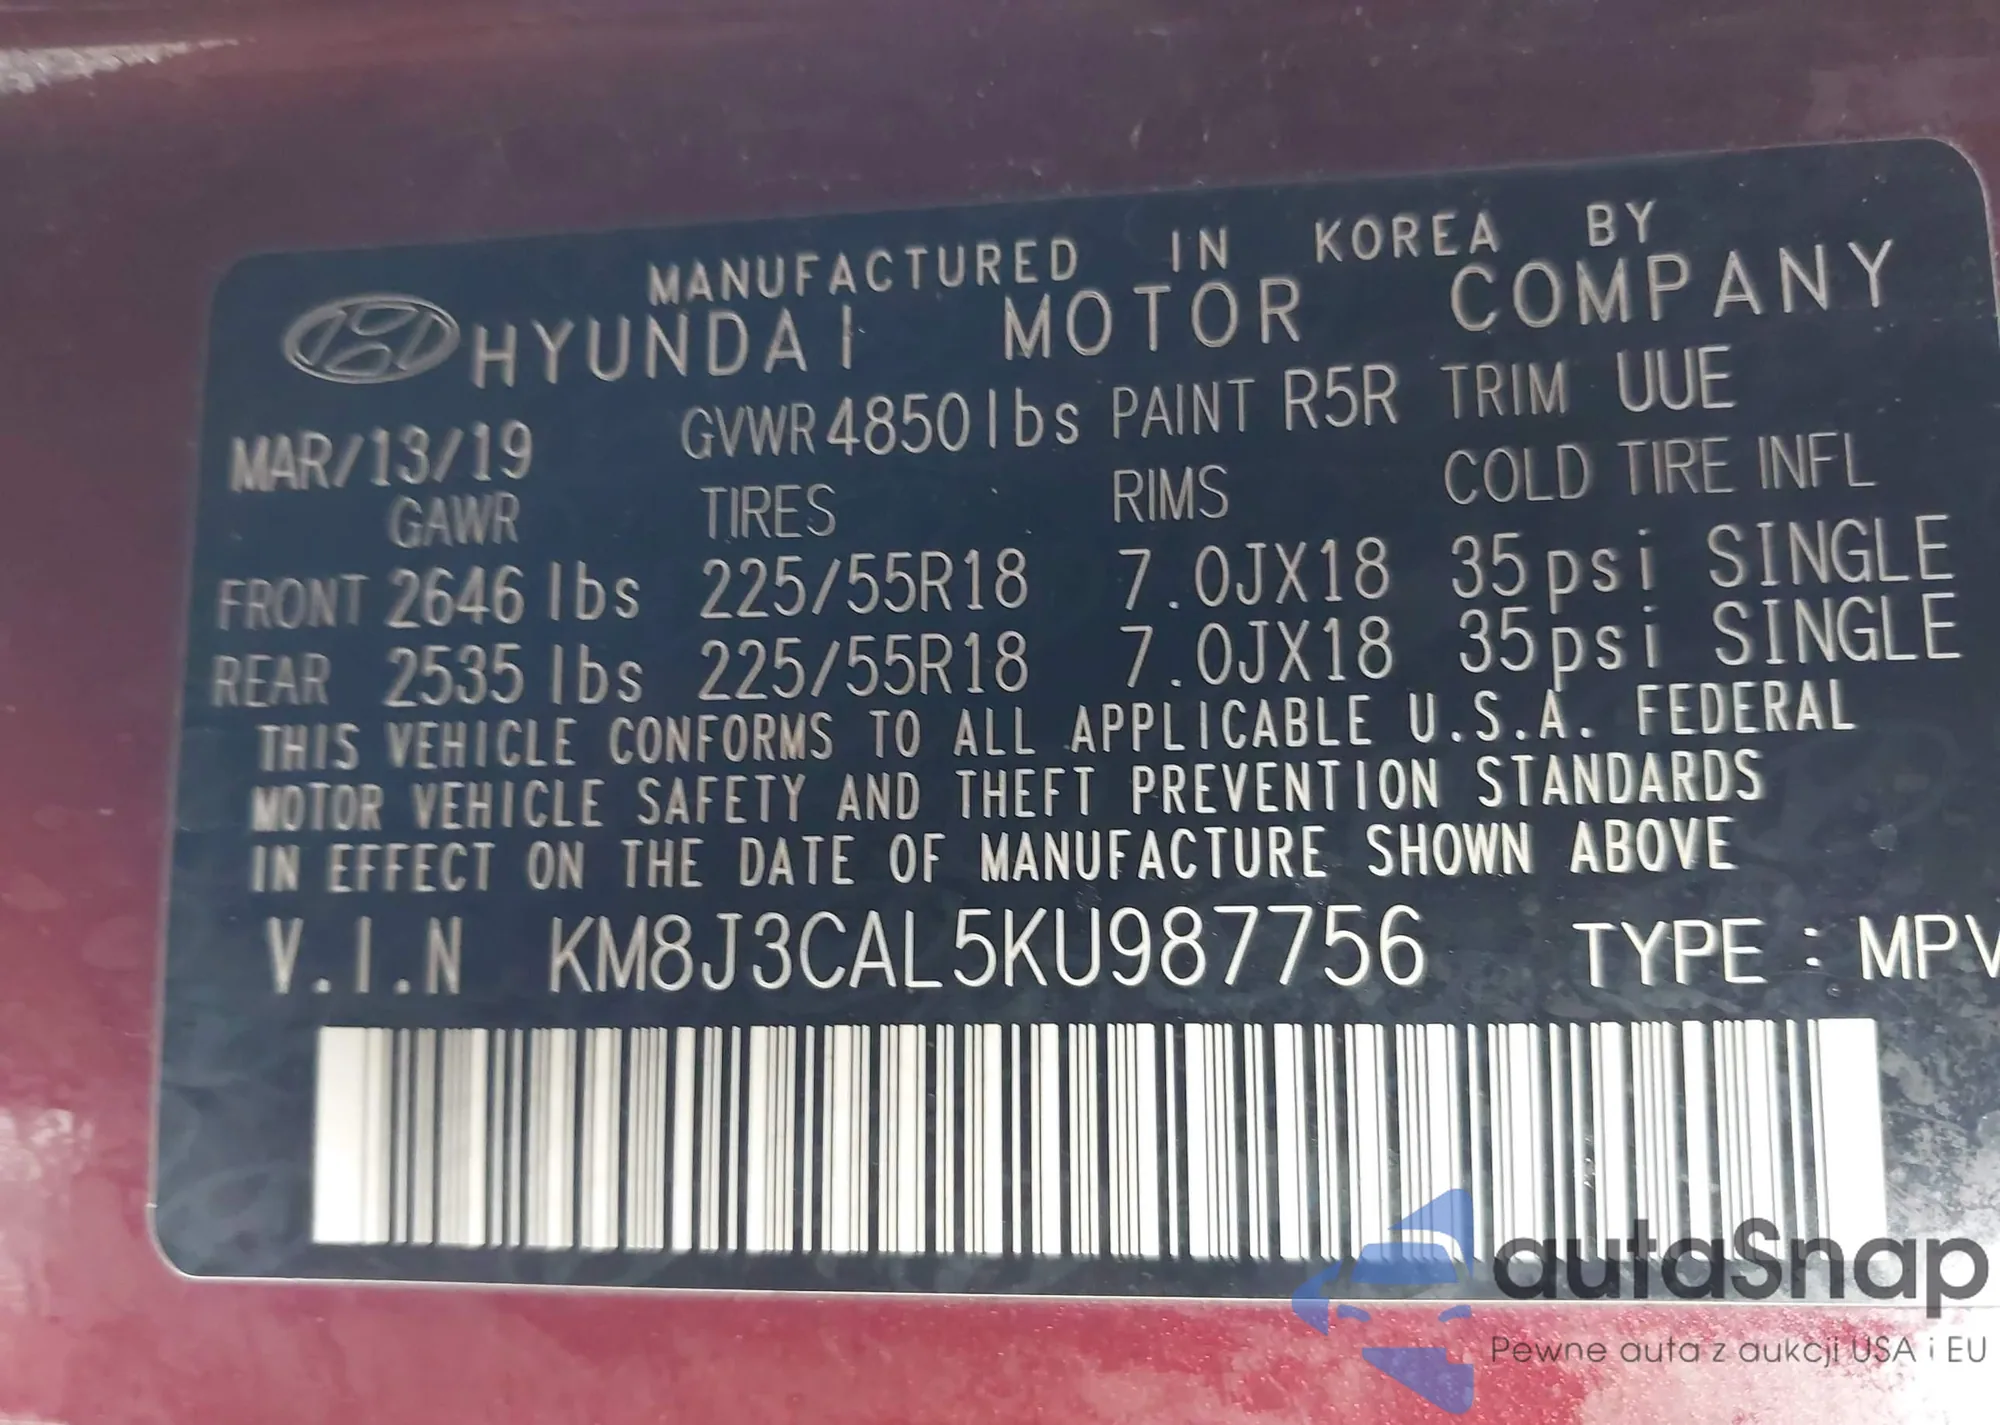 MANUFACTURED IN KOREA BY
HYUNDAI MOTOR COMPANY
MAR/13/19 GVWR 4850lbs PAINT R5R TRIM UUE
GAWR TIRES RIMS COLD TIRE INFL
FRONT 2646 lbs 225/55R18 7.0JX18 35psi SINGLE
REAR 2535 lbs 225/55R18 7.0JX18 35psi SINGLE
THIS VEHICLE CONFORMS TO ALL APPLICABLE U.S.A. FEDERAL
MOTOR VEHICLE SAFETY AND THEFT PREVENTION STANDARDS
IN EFFECT ON THE DATE OF MANUFACTURE SHOWN ABOVE
V.I.N KM8J3CAL5KU987756 TYPE : MPV
autaSnap
Pewne auta z aukcji USA i EU